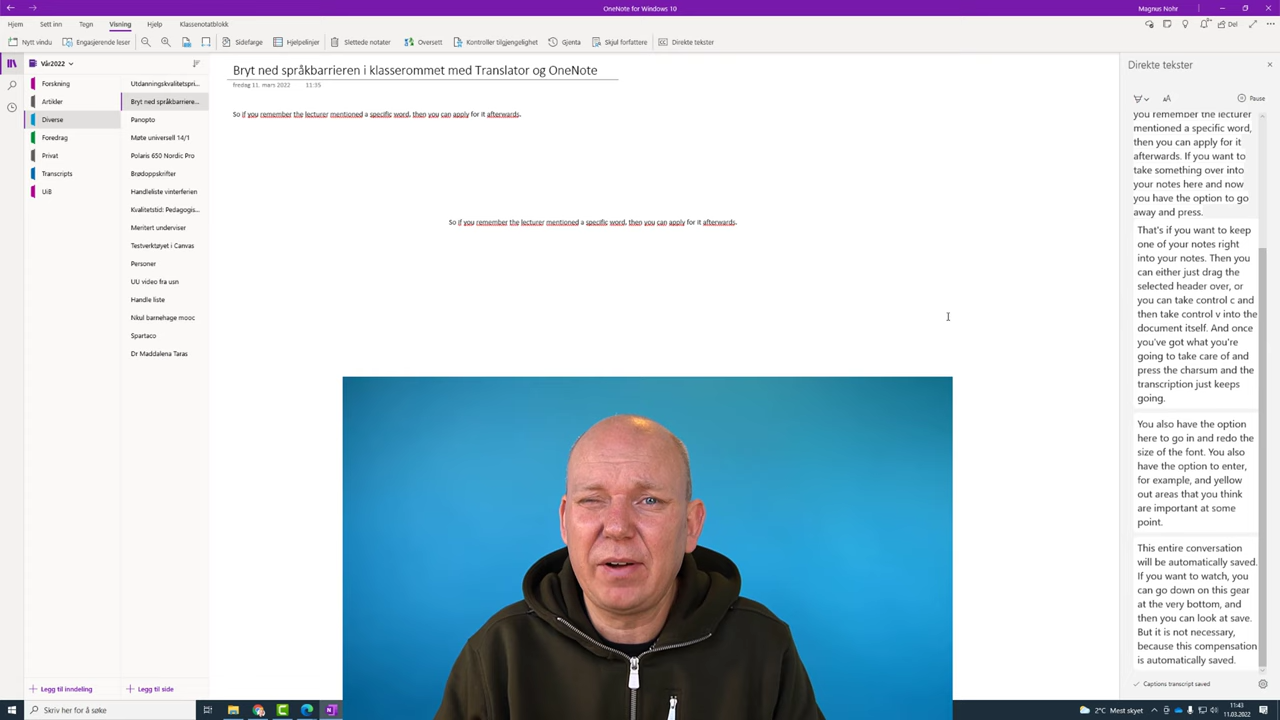 OneNote for Windows 10
Magnus Nohr
Hjem Sett inn Tegn Visning Hjelp Klassenotatblokk
Del
Nytt vindu Engasjerende leser Sidefarge Hjelpelinjer Slettede notater Oversett Kontroller tilgjengelighet Gjenta Skjul forfattere Direkte tekster
Vår2022
Forskning
Artikler
Diverse
Foredrag
Privat
Transcripts
UiB
Utdanningskvalitetspri...
Bryt ned språkbarriere...
Panopto
Møte universell 14/1
Polaris 650 Nordic Pro
Brødoppskrifter
Handleliste vinterferien
Kvalitetstid: Pedagogis...
Meritert underviser
Testverktøyet i Canvas
Personer
UU video fra usn
Handle liste
Nkul barnehage mooc
Spartaco
Dr Maddalena Taras
Legg til inndeling
Legg til side
Bryt ned språkbarrieren i klasserommet med Translator og OneNote
fredag 11. mars 2022 11:35
So if you remember the lecturer mentioned a specific word, then you can apply for it afterwards.
So if you remember the lecturer mentioned a specific word, then you can apply for it afterwards.
Direkte tekster
Pause
you remember the lecturer
mentioned a specific word,
then you can apply for it
afterwards. If you want to
take something over into
your notes here and now
you have the option to go
away and press.
That's if you want to keep
one of your notes right
into your notes. Then you
can either just drag the
selected header over, or
you can take control c and
then take control v into the
document itself. And once
you've got what you're
going to take care of and
press the charsum and the
transcription just keeps
going.
You also have the option
here to go in and redo the
size of the font. You also
have the option to enter,
for example, and yellow
out areas that you think
are important at some
point.
This entire conversation
will be automatically saved.
If you want to watch, you
can go down on this gear
at the very bottom, and
then you can look at save.
But it is not necessary,
because this compensation
is automatically saved.
Captions transcript saved
Skriv her for å søke
2°C Mest skyet
11:43
11.03.2022